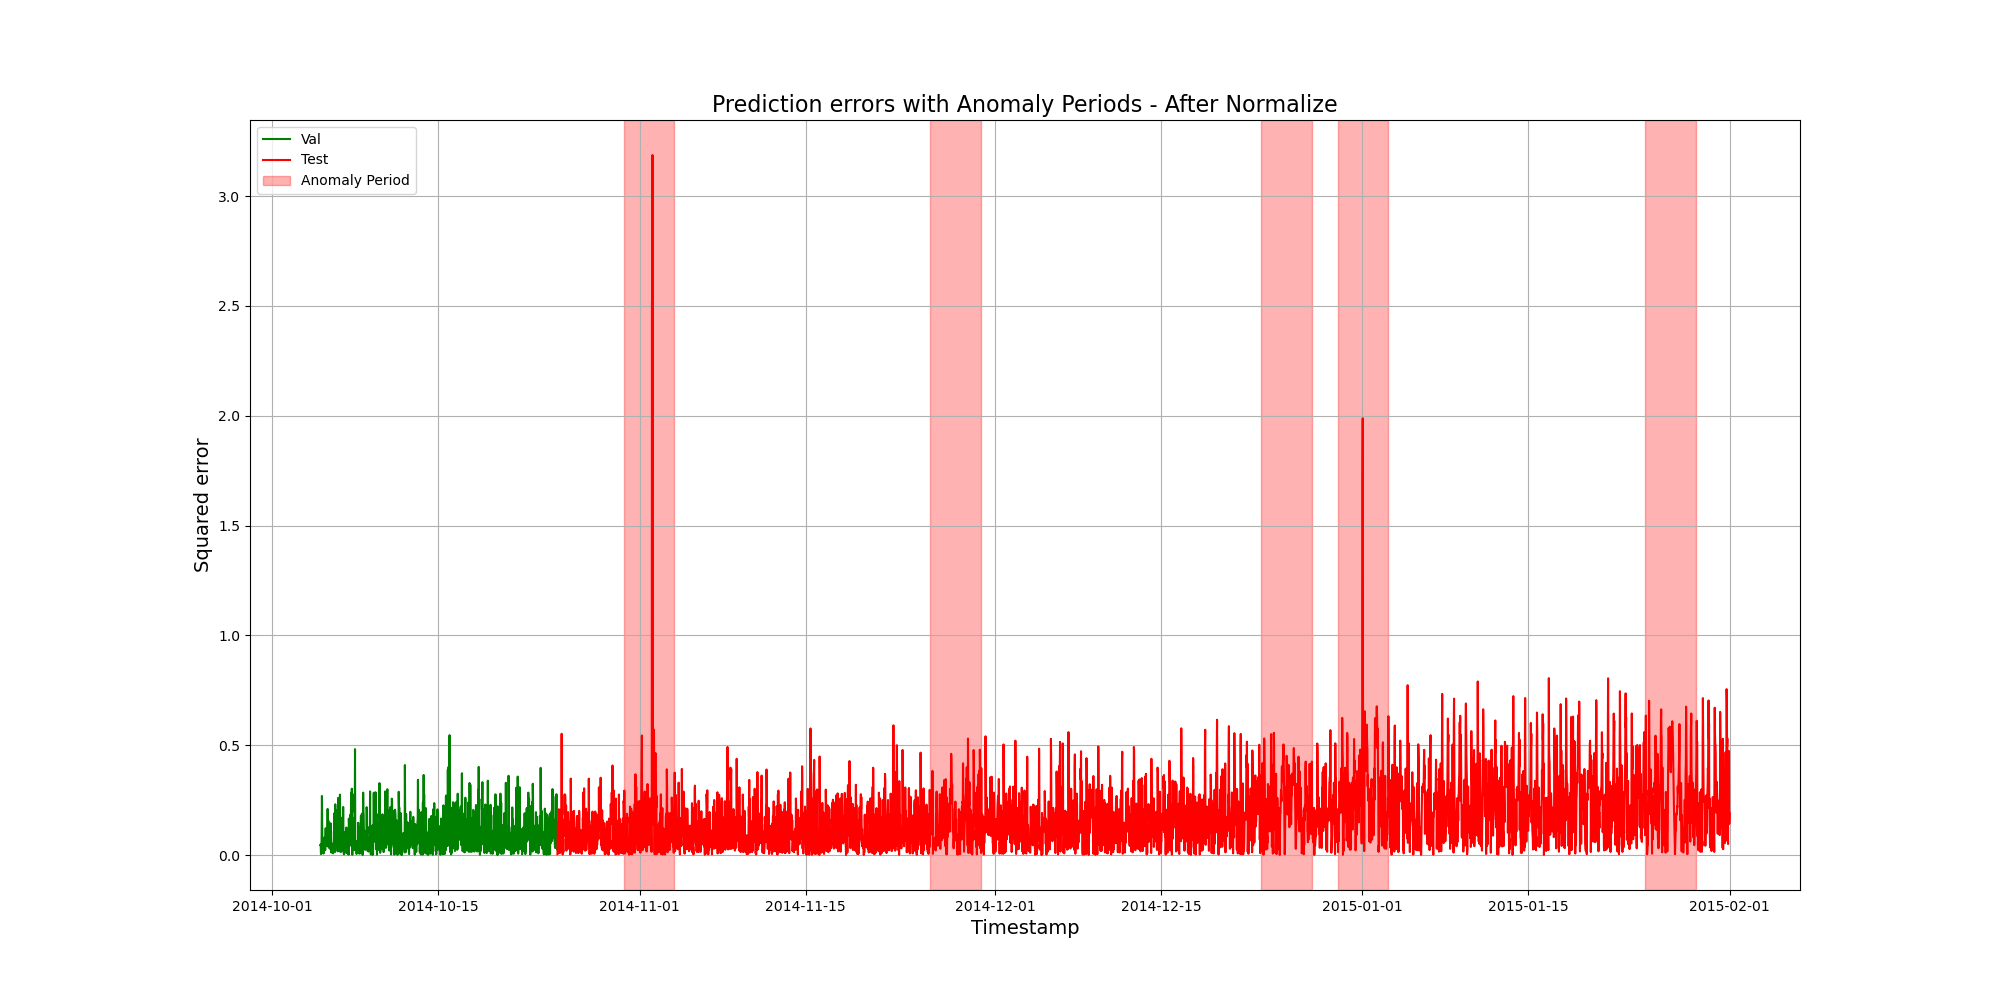 Prediction errors with Anomaly Periods - After Normalize
Val
Test
Anomaly Period
3.0
2.5
2.0
1.5
1.0
0.5
0.0
Squared error
2014-10-01 2014-10-15 2014-11-01 2014-11-15 2014-12-01 2014-12-15 2015-01-01 2015-01-15 2015-02-01
Timestamp